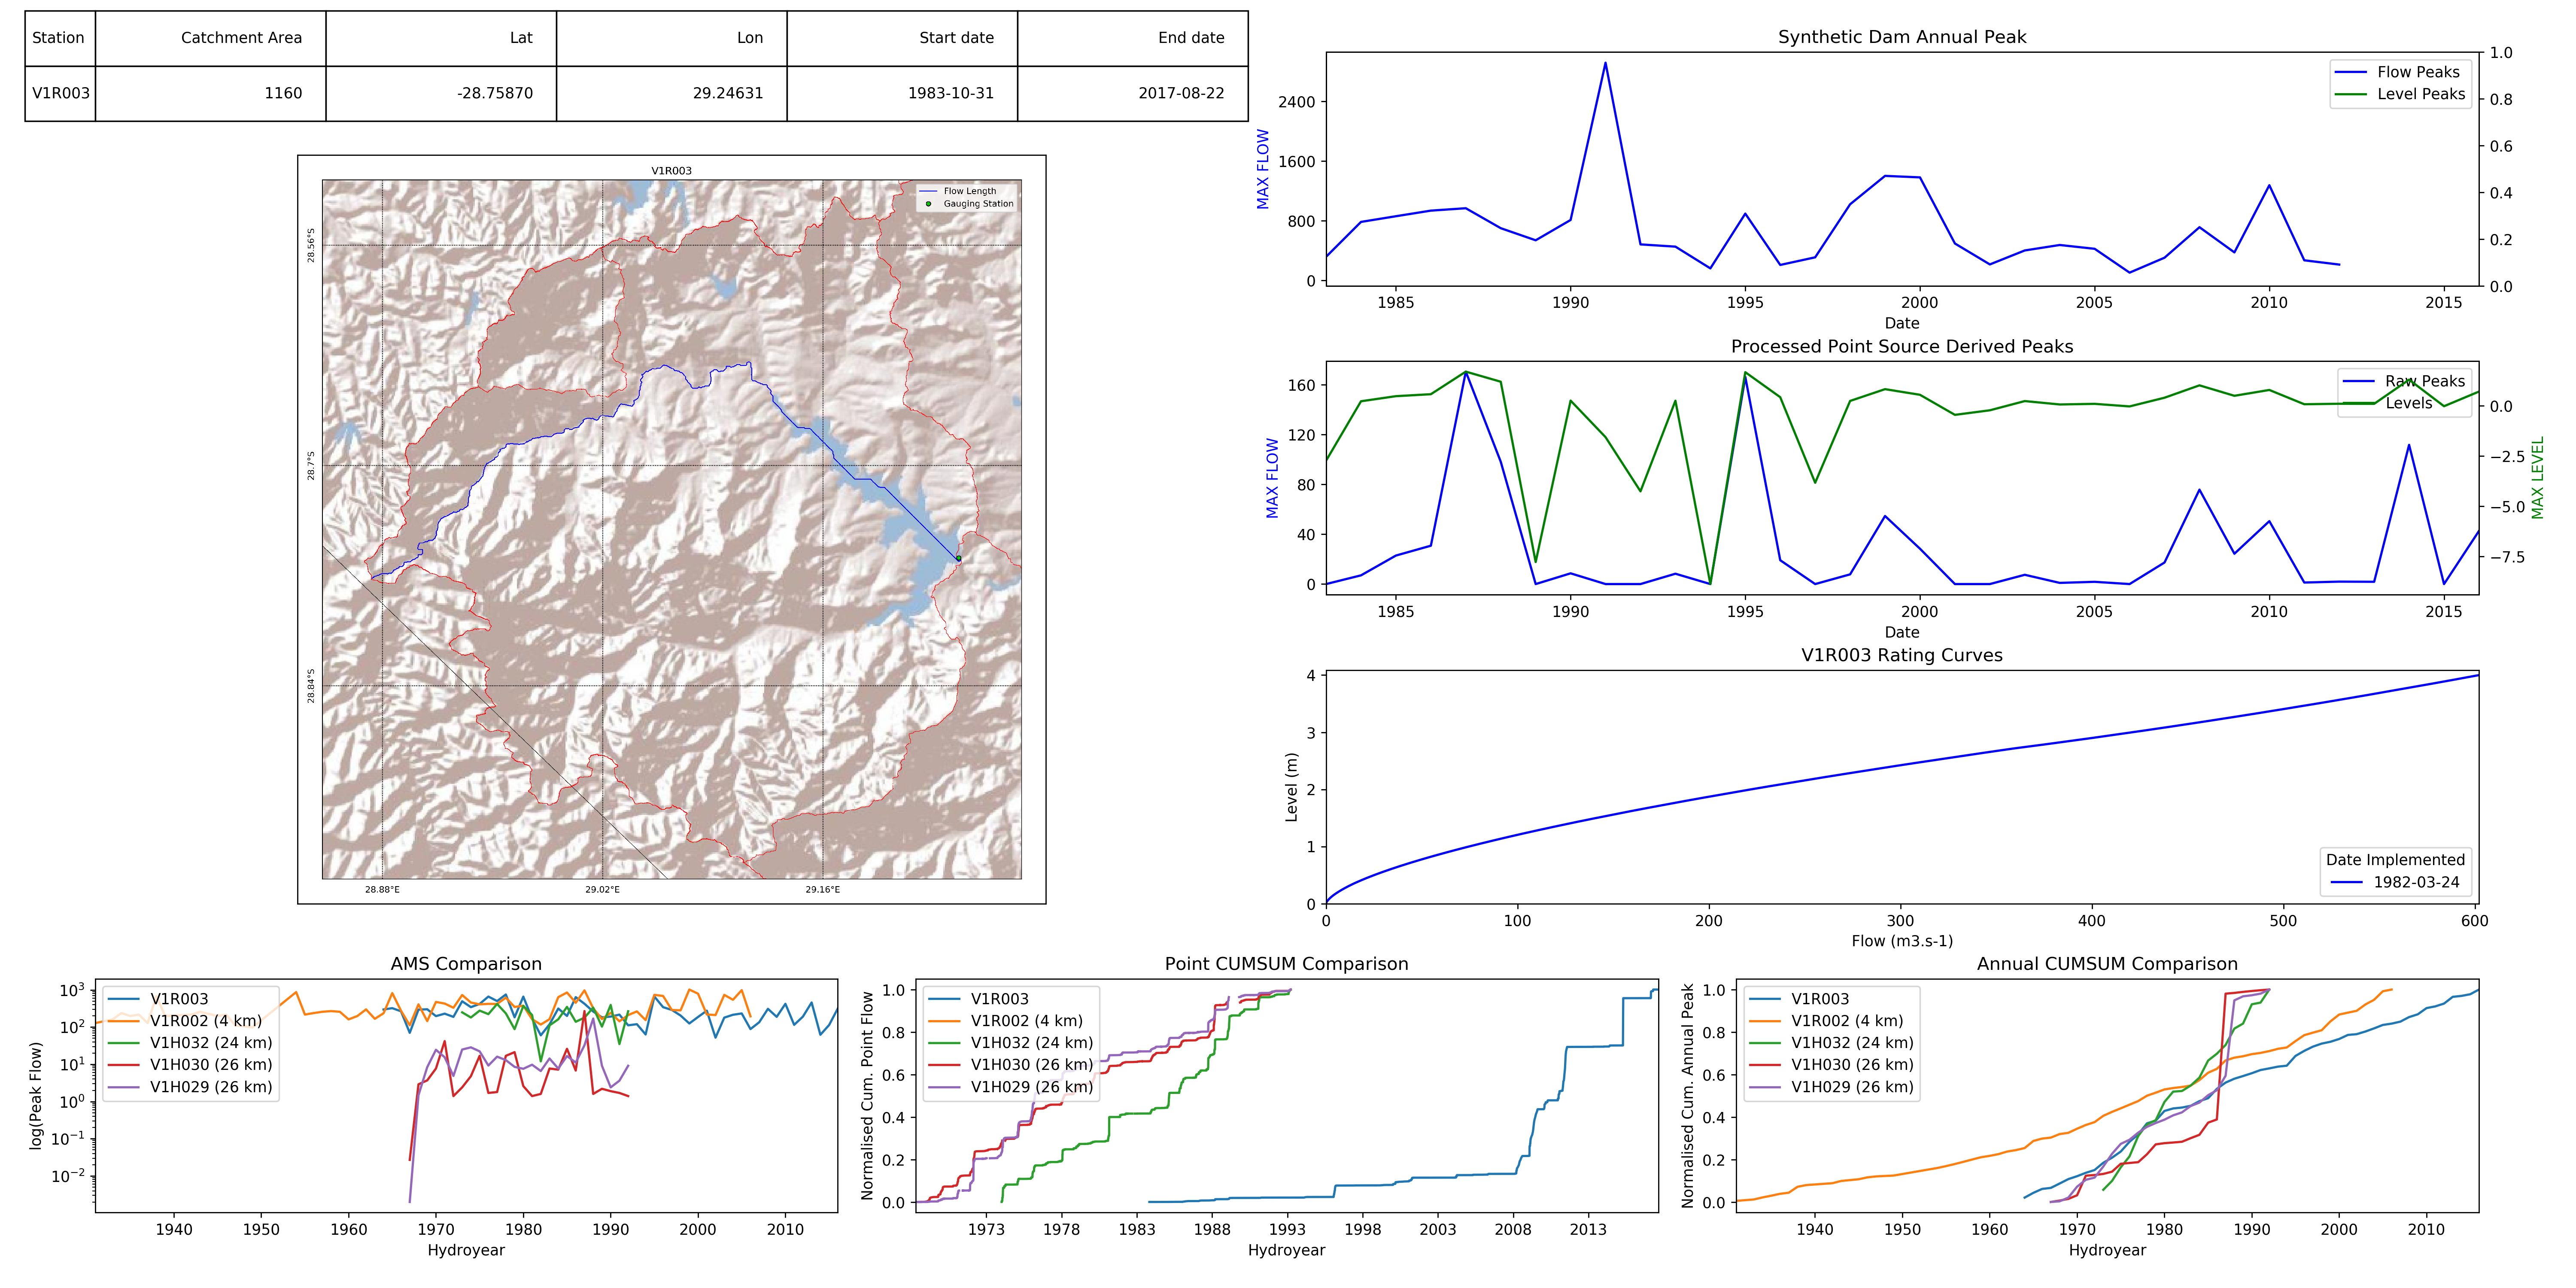 Station Catchment Area Lat Lon Start date End date
V1R003 1160 -28.75870 29.24631 1983-10-31 2017-08-22
V1R003
Flow Length
Gauging Station
28.56°S
28.7°S
28.84°S
28.88°E 29.02°E 29.16°E
Synthetic Dam Annual Peak
MAX FLOW
2400
1600
800
0
Flow Peaks
Level Peaks
1.0
0.8
0.6
0.4
0.2
0.0
1985 1990 1995 2000 2005 2010 2015
Date
Processed Point Source Derived Peaks
MAX FLOW
160
120
80
40
0
Raw Peaks
Levels
0.0
−2.5
−5.0
−7.5
MAX LEVEL
1985 1990 1995 2000 2005 2010 2015
Date
V1R003 Rating Curves
Level (m)
4
3
2
1
0
Date Implemented
1982-03-24
0 100 200 300 400 500 600
Flow (m3.s-1)
AMS Comparison
log(Peak Flow)
10³
10²
10¹
10⁰
10⁻¹
10⁻²
V1R003
V1R002 (4 km)
V1H032 (24 km)
V1H030 (26 km)
V1H029 (26 km)
1940 1950 1960 1970 1980 1990 2000 2010
Hydroyear
Point CUMSUM Comparison
Normalised Cum. Point Flow
1.0
0.8
0.6
0.4
0.2
0.0
V1R003
V1R002 (4 km)
V1H032 (24 km)
V1H030 (26 km)
V1H029 (26 km)
1973 1978 1983 1988 1993 1998 2003 2008 2013
Hydroyear
Annual CUMSUM Comparison
Normalised Cum. Annual Peak
1.0
0.8
0.6
0.4
0.2
0.0
V1R003
V1R002 (4 km)
V1H032 (24 km)
V1H030 (26 km)
V1H029 (26 km)
1940 1950 1960 1970 1980 1990 2000 2010
Hydroyear